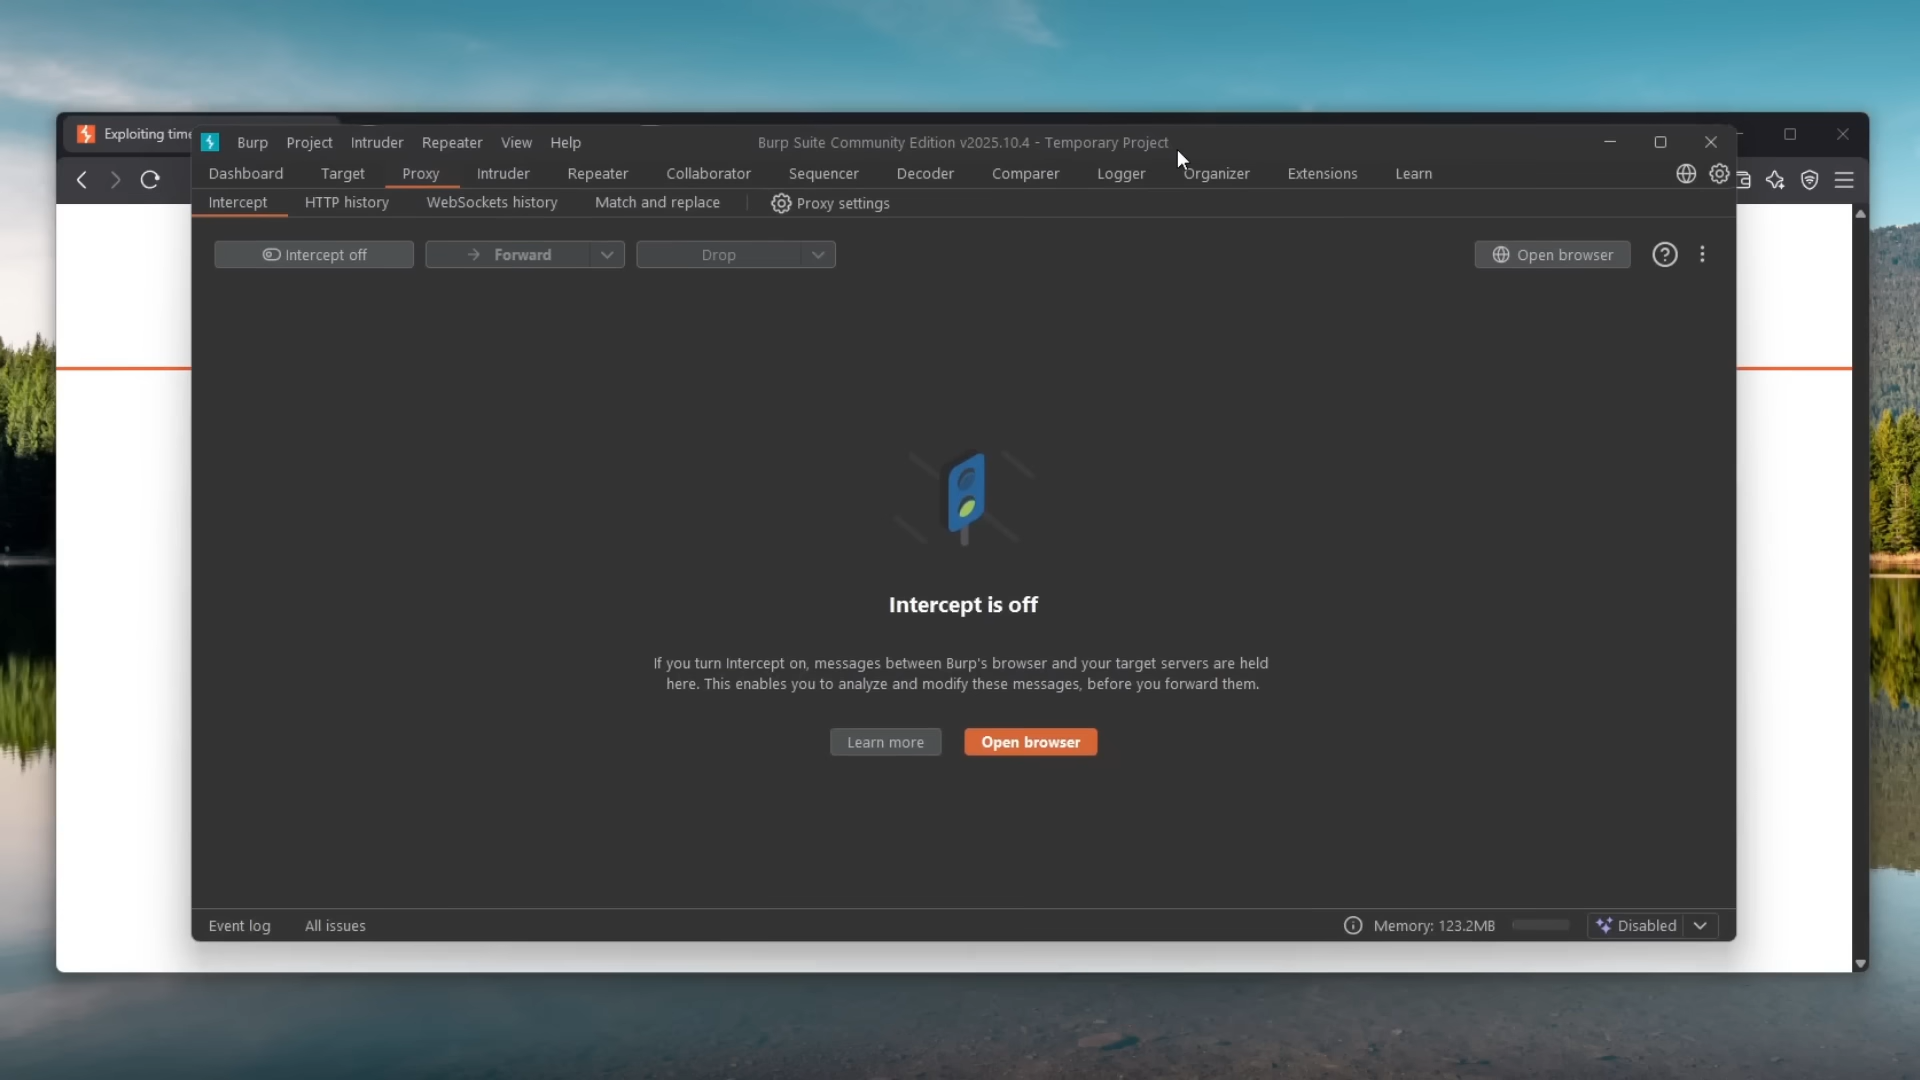 Exploiting time
Burp Project Intruder Repeater View Help
Burp Suite Community Edition v2025.10.4 - Temporary Project
Dashboard Target Proxy Intruder Repeater Collaborator Sequencer Decoder Comparer Logger Organizer Extensions Learn
Intercept HTTP history WebSockets history Match and replace Proxy settings
Intercept off Forward Drop Open browser
Intercept is off
If you turn Intercept on, messages between Burp's browser and your target servers are held
here. This enables you to analyze and modify these messages, before you forward them.
Learn more Open browser
Event log All issues Memory: 123.2MB Disabled